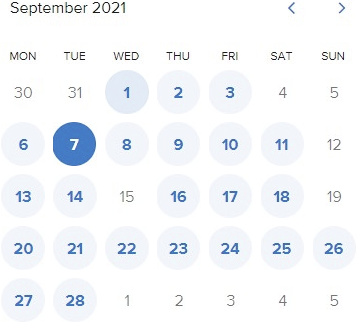 September 2021
MON TUE WED THU FRI SAT SUN
30 31 1 2 3 4 5
6 7 8 9 10 11 12
13 14 15 16 17 18 19
20 21 22 23 24 25 26
27 28 1 2 3 4 5